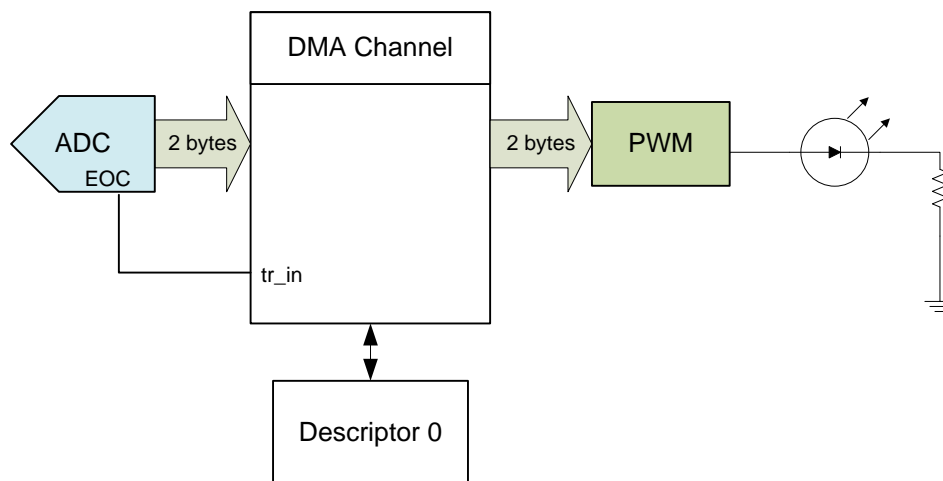 DMA Channel
ADC
EOC
2 bytes
2 bytes
PWM
tr_in
Descriptor 0